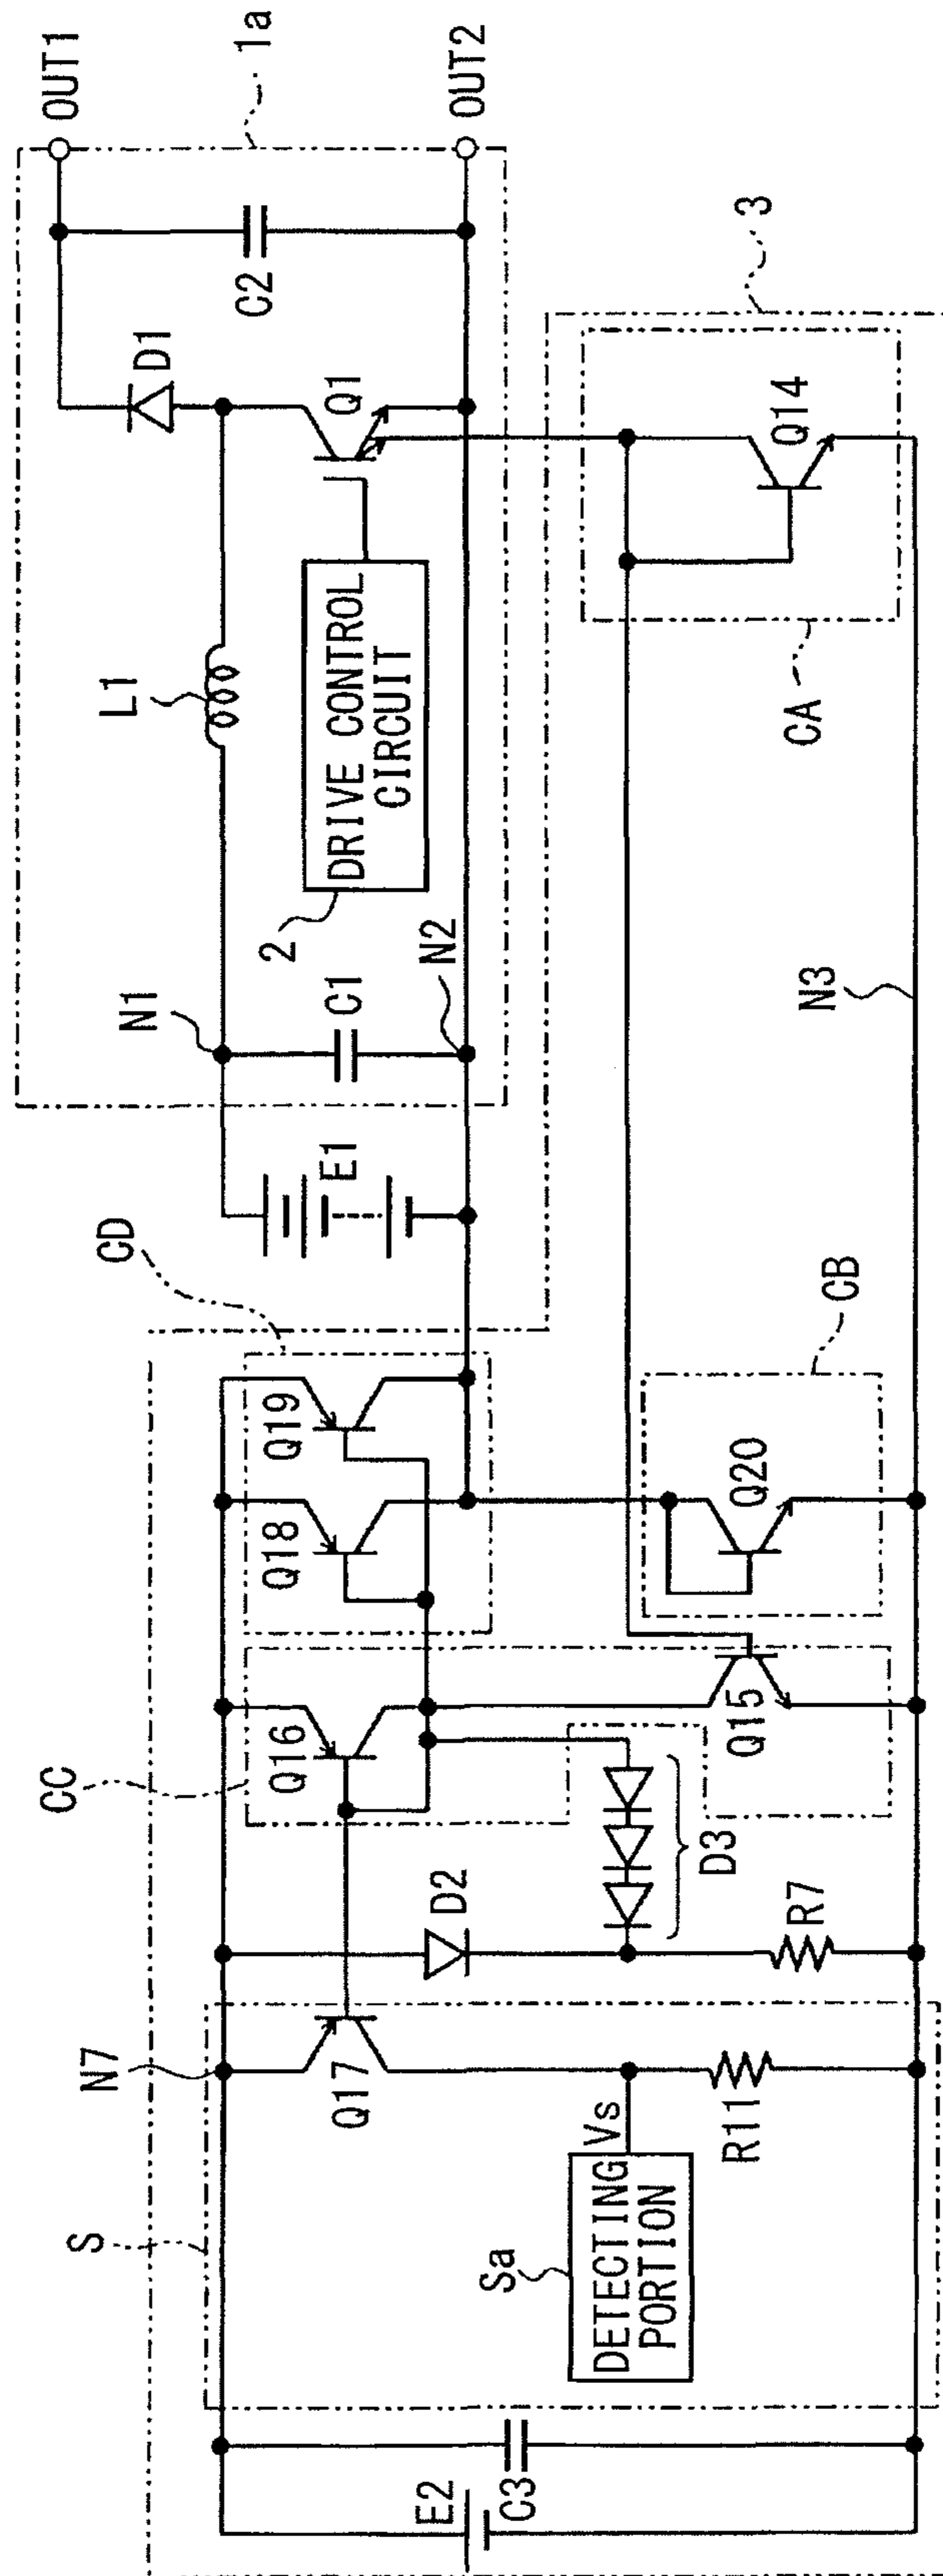 OUT1
1a
OUT2
C2
D1
Q1
3
Q14
CA
L1
DRIVE CONTROL
CIRCUIT
2
N1
C1
N2
N3
E1
CD
CB
Q19
Q18
Q20
CC
Q16
Q15
D3
D2
R7
N7
Q17
R11
Vs
S
Sa
DETECTING
PORTION
E2
C3